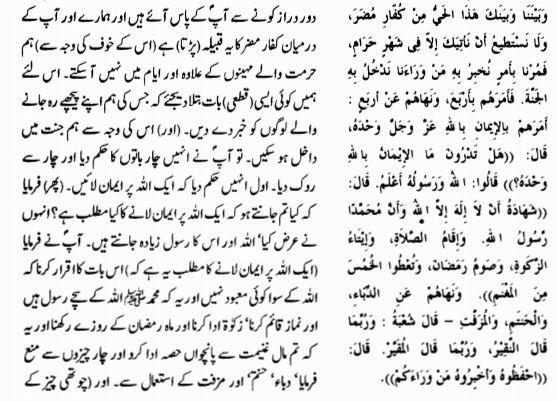 وَبَيْنَنَا وَبَيْنَكَ هَذَا الْحَيُّ مِنْ كُفَّارِ مُضَرَ،
وَلَا نَسْتَطِيعُ أَنْ نَأْتِيَكَ إِلاَّ فِي شَهْرٍ حَرَامٍ،
فَمُرْنَا بِأَمْرٍ نُخْبِرُ بِهِ مَنْ وَرَاءَنَا نَدْخُلُ بِهِ
الْجَنَّةَ. فَأَمَرَهُمْ بِأَرْبَعٍ، وَنَهَاهُمْ عَنْ أَرْبَعٍ :
أَمَرَهُمْ بِالإِيمَانِ بِاللهِ عَزَّ وَجَلَّ وَحْدَهُ،
قَالَ: ((هَلْ تَدْرُونَ مَا الإِيْمَانُ بِاللهِ
وَحْدَهُ؟)) قَالُوا: اللهُ وَرَسُولُهُ أَعْلَمُ. قَالَ:
((شَهَادَةُ أَنْ لاَ إِلَهَ إِلاَّ اللهُ وَأَنَّ مُحَمَّدًا
رَسُولُ اللهِ. وَإِقَامُ الصَّلاَةِ، وَإِيْتَاءُ
الزَّكَوةِ، وَصَوْمُ رَمَضَانَ، وَتُعْطُوا الْخُمُسَ
مِنَ الْمَغْنَمِ)). وَنَهَاهُمْ عَنِ الدُّبَّاءِ،
وَالْحَنْتَمِ، وَالْمُزَفَّتِ – قَالَ شُعْبَةُ : وَرُبَّمَا
قَالَ النَّقِيْرُ، وَرُبَّمَا قَالَ الْمُقَيَّرُ. قَالَ:
((احْفَظُوهُ وَأَخْبِرُوهُ مَنْ وَرَاءَكُمْ)).
دور دراز کونے سے آپؐ کے پاس آئے ہیں اور ہمارے اور آپ کے
درمیان کفار مضر کا یہ قبیلہ (پڑتا) ہے (اس کے خوف کی وجہ سے) ہم
حرمت والے مہینوں کے علاوہ اور ایام میں نہیں آسکتے۔ اس لئے
ہمیں کوئی ایسی (قطعی) بات بتلا دیجئے کہ جس کی ہم اپنے پیچھے رہ جانے
والے لوگوں کو خبر دے دیں۔ (اور) اس کی وجہ سے ہم جنت میں
داخل ہو سکیں۔ تو آپؐ نے انہیں چار باتوں کا حکم دیا اور چار سے
روک دیا۔ اول انہیں حکم دیا کہ ایک اللہ پر ایمان لائیں۔ (پھر) فرمایا
کہ کیا تم جانتے ہو کہ ایک اللہ پر ایمان لانے کا کیا مطلب ہے؟ انہوں
نے عرض کیا‘ اللہ اور اس کا رسول زیادہ جانتے ہیں۔ آپؐ نے فرمایا
(ایک اللہ پر ایمان لانے کا مطلب یہ ہے کہ) اس بات کا اقرار کرنا کہ
اللہ کے سوا کوئی معبود نہیں اور یہ کہ محمد ﷺ اللہ کے سچے رسول ہیں
اور نماز قائم کرنا‘ زکوٰۃ ادا کرنا اور ماہ رمضان کے روزے رکھنا اور یہ
کہ تم مال غنیمت سے پانچواں حصہ ادا کرو اور چار چیزوں سے منع
فرمایا‘ دباء‘ حنتم‘ اور مزفت کے استعمال سے۔ اور (چوتھی چیز کے